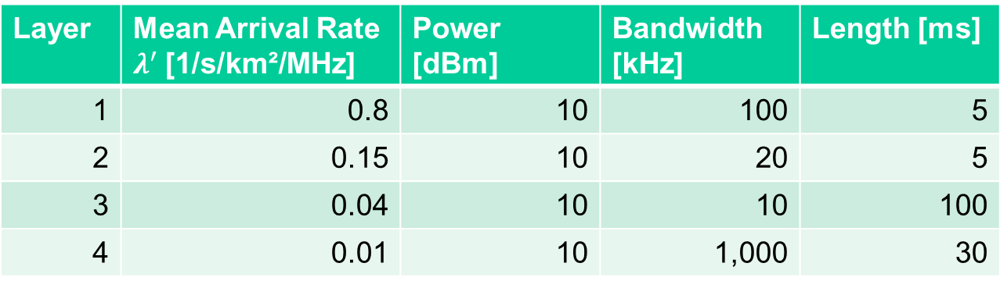 Layer Mean Arrival Rate Power Bandwidth Length [ms]
λ′ [1/s/km²/MHz] [dBm] [kHz]
1 0.8 10 100 5
2 0.15 10 20 5
3 0.04 10 10 100
4 0.01 10 1,000 30